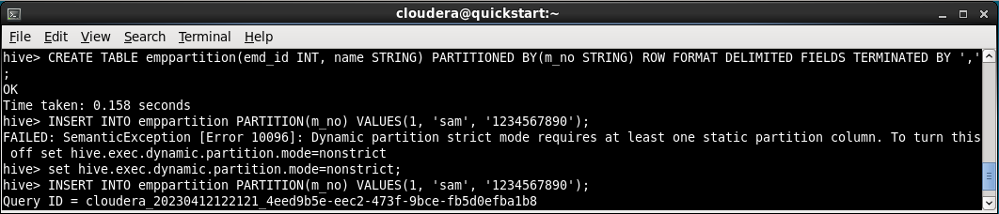 cloudera@quickstart:~
File Edit View Search Terminal Help
hive> CREATE TABLE emppartition(emd_id INT, name STRING) PARTITIONED BY(m_no STRING) ROW FORMAT DELIMITED FIELDS TERMINATED BY ','
;
OK
Time taken: 0.158 seconds
hive> INSERT INTO emppartition PARTITION(m_no) VALUES(1, 'sam', '1234567890');
FAILED: SemanticException [Error 10096]: Dynamic partition strict mode requires at least one static partition column. To turn this
 off set hive.exec.dynamic.partition.mode=nonstrict
hive> set hive.exec.dynamic.partition.mode=nonstrict;
hive> INSERT INTO emppartition PARTITION(m_no) VALUES(1, 'sam', '1234567890');
Query ID = cloudera_20230412122121_4eed9b5e-eec2-473f-9bce-fb5d0efba1b8